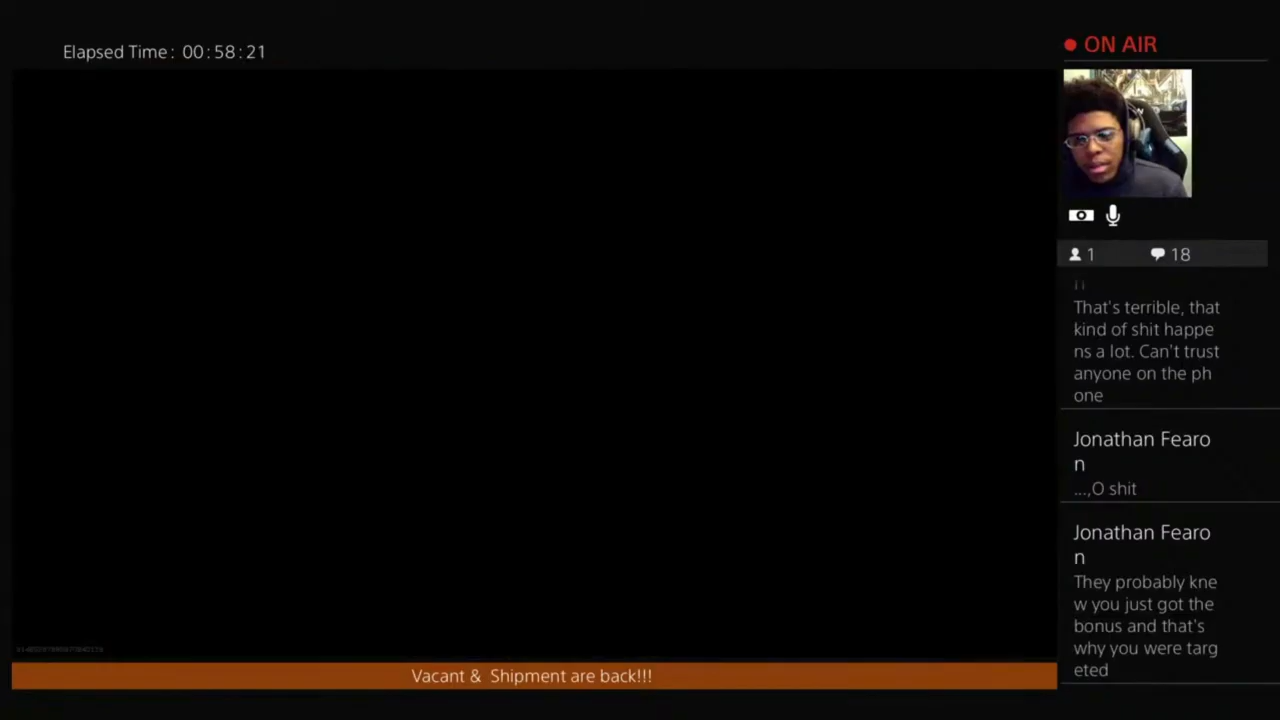 Elapsed Time: 00:58:21
ON AIR
1 18
That's terrible, that
kind of shit happe
ns a lot. Can't trust
anyone on the ph
one
Jonathan Fearo
n
...,O shit
Jonathan Fearo
n
They probably kne
w you just got the
bonus and that's
why you were targ
eted
Vacant & Shipment are back!!!